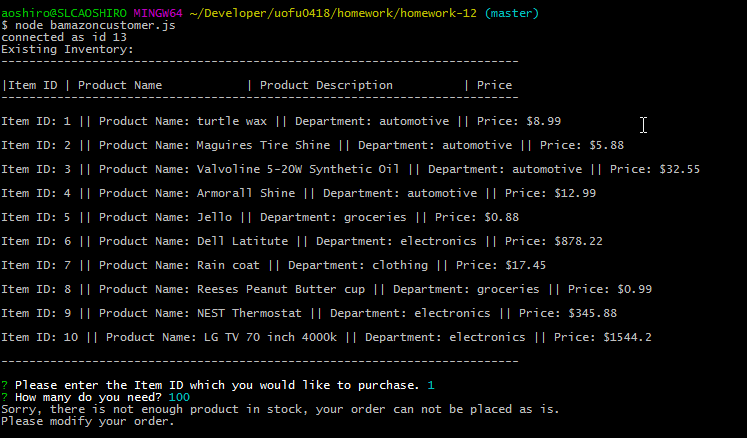 aoshiro@SLCAOSHIRO MINGW64 ~/Developer/uofu0418/homework/homework-12 (master)
$ node bamazoncustomer.js
connected as id 13
Existing Inventory:
--------------------------------------------------------------------------
|Item ID | Product Name            | Product Description          | Price
--------------------------------------------------------------------------
Item ID: 1 || Product Name: turtle wax || Department: automotive || Price: $8.99
Item ID: 2 || Product Name: Maguires Tire Shine || Department: automotive || Price: $5.88
Item ID: 3 || Product Name: Valvoline 5-20W Synthetic Oil || Department: automotive || Price: $32.55
Item ID: 4 || Product Name: Armorall Shine || Department: automotive || Price: $12.99
Item ID: 5 || Product Name: Jello || Department: groceries || Price: $0.88
Item ID: 6 || Product Name: Dell Latitute || Department: electronics || Price: $878.22
Item ID: 7 || Product Name: Rain coat || Department: clothing || Price: $17.45
Item ID: 8 || Product Name: Reeses Peanut Butter cup || Department: groceries || Price: $0.99
Item ID: 9 || Product Name: NEST Thermostat || Department: electronics || Price: $345.88
Item ID: 10 || Product Name: LG TV 70 inch 4000k || Department: electronics || Price: $1544.2
--------------------------------------------------------------------------
? Please enter the Item ID which you would like to purchase. 1
? How many do you need? 100
Sorry, there is not enough product in stock, your order can not be placed as is.
Please modify your order.